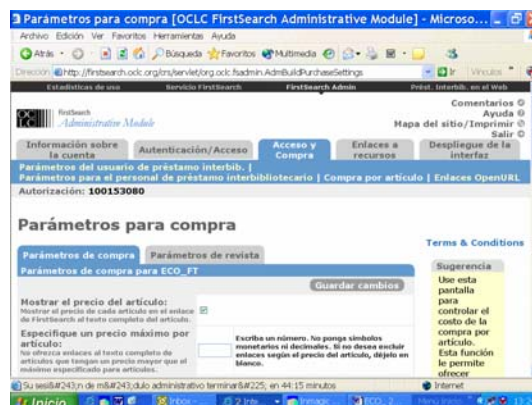 Parámetros para compra [OCLC FirstSearch Administrative Module] - Microso...
Archivo Edición Ver Favoritos Herramientas Ayuda
Atrás Búsqueda Favoritos Multimedia
Dirección http://firstsearch.oclc.org/crs/servlet/org.oclc.fsadmin.AdmBuildPurchaseSettings Ir Vínculos
Estadísticas de uso Servicio FirstSearch FirstSearch Admin Prést. Interbib. en el Web
OCLC FirstSearch
Administrative Module
Comentarios
Ayuda
Mapa del sitio/Imprimir
Salir
Información sobre la cuenta Autenticación/Acceso Acceso y Compra Enlaces a recursos Despliegue de la interfaz
Parámetros del usuario de préstamo interbib. |
Parámetros para el personal de préstamo interbibliotecario | Compra por artículo | Enlaces OpenURL
Autorización: 100153080
Parámetros para compra
Terms & Conditions
Parámetros de compra Parámetros de revista
Parámetros de compra para ECO_FT
Guardar cambios
Mostrar el precio del artículo:
Mostrar el precio de cada artículo en el enlace
de FirstSearch al texto completo del artículo.
Especifique un precio máximo por
artículo:
No ofrezca enlaces al texto completo de
artículos que tengan un precio mayor que el
máximo especificado para artículos.
Escriba un número. No ponga símbolos
monetarios ni decimales. Si no desea excluir
enlaces según el precio del artículo, déjelo en
blanco.
Sugerencia
Use esta
pantalla
para
controlar el
costo de la
compra por
artículo.
Esta función
le permite
ofrecer
Su sesi&#243;n de m&#243;dulo administrativo terminar&#225; en 44:15 minutos Internet
Inicio Inbox - 2 Inte Inmagic ECO_2 Menú Inicio